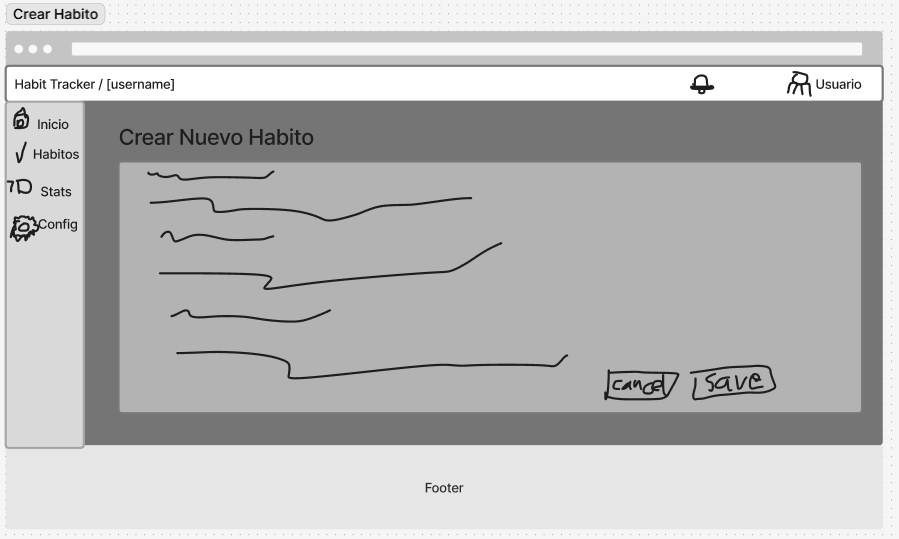 Crear Habito
Habit Tracker / [username]
Usuario
Inicio
Habitos
Stats
Config
Crear Nuevo Habito
cancel
save
Footer